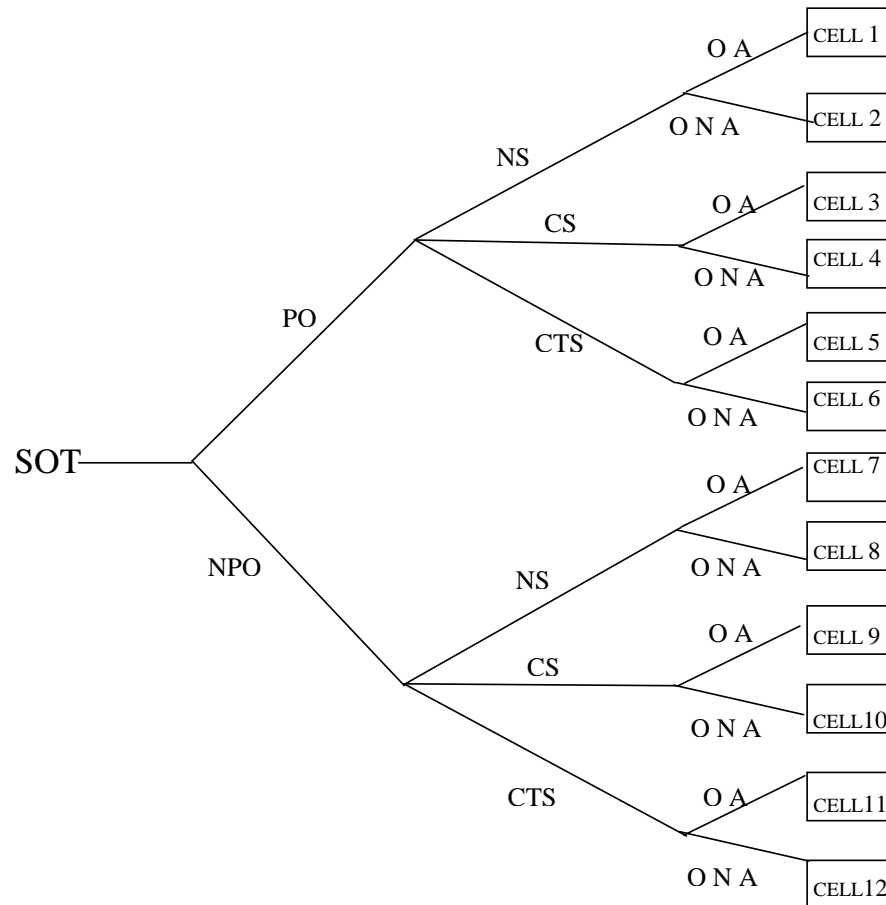 O A
CELL 1
O N A
CELL 2
NS
O A
CELL 3
CS
O N A
CELL 4
PO
O A
CELL 5
CTS
O N A
CELL 6
SOT
O A
CELL 7
NPO
NS
O N A
CELL 8
O A
CELL 9
CS
O N A
CELL10
CTS
O A
CELL11
O N A
CELL12